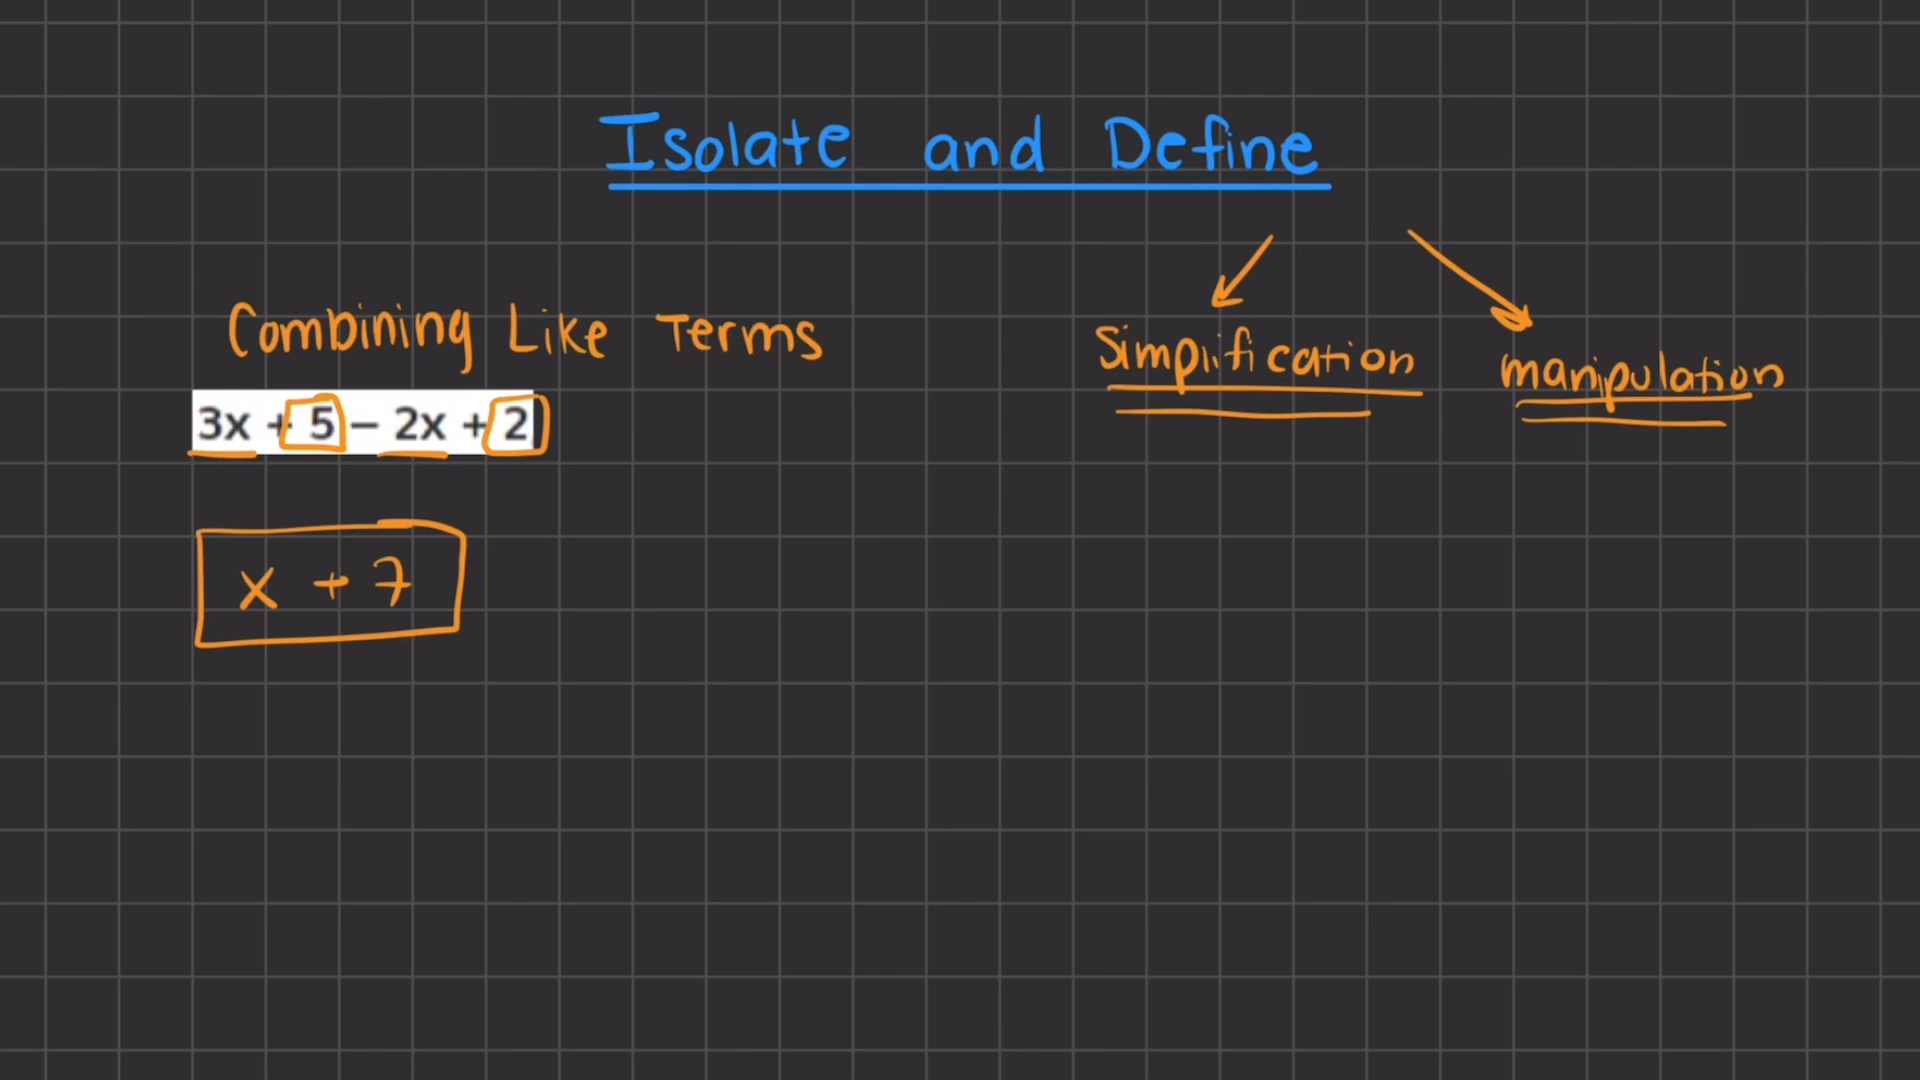 Isolate and Define
Combining Like Terms
3x + 5 − 2x + 2
x + 7
Simplification
manipulation